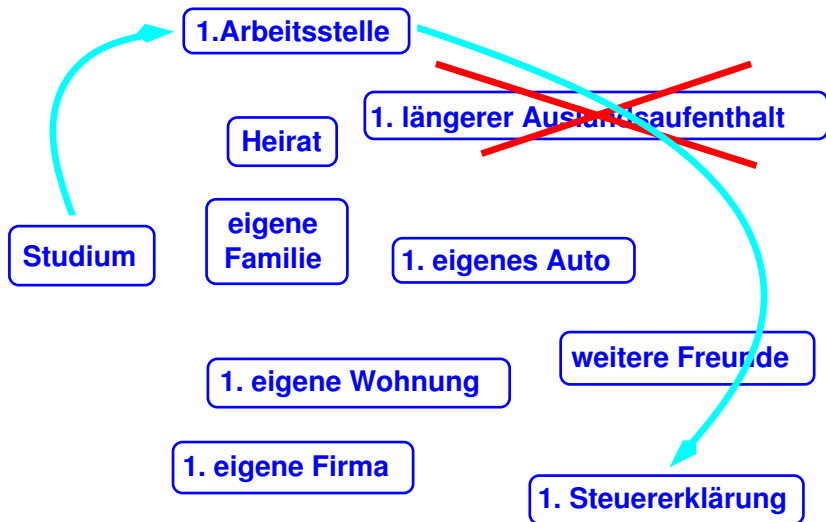 1.Arbeitsstelle
1. längerer Auslandsaufenthalt
Heirat
eigene
Familie
Studium
1. eigenes Auto
weitere Freunde
1. eigene Wohnung
1. eigene Firma
1. Steuererklärung